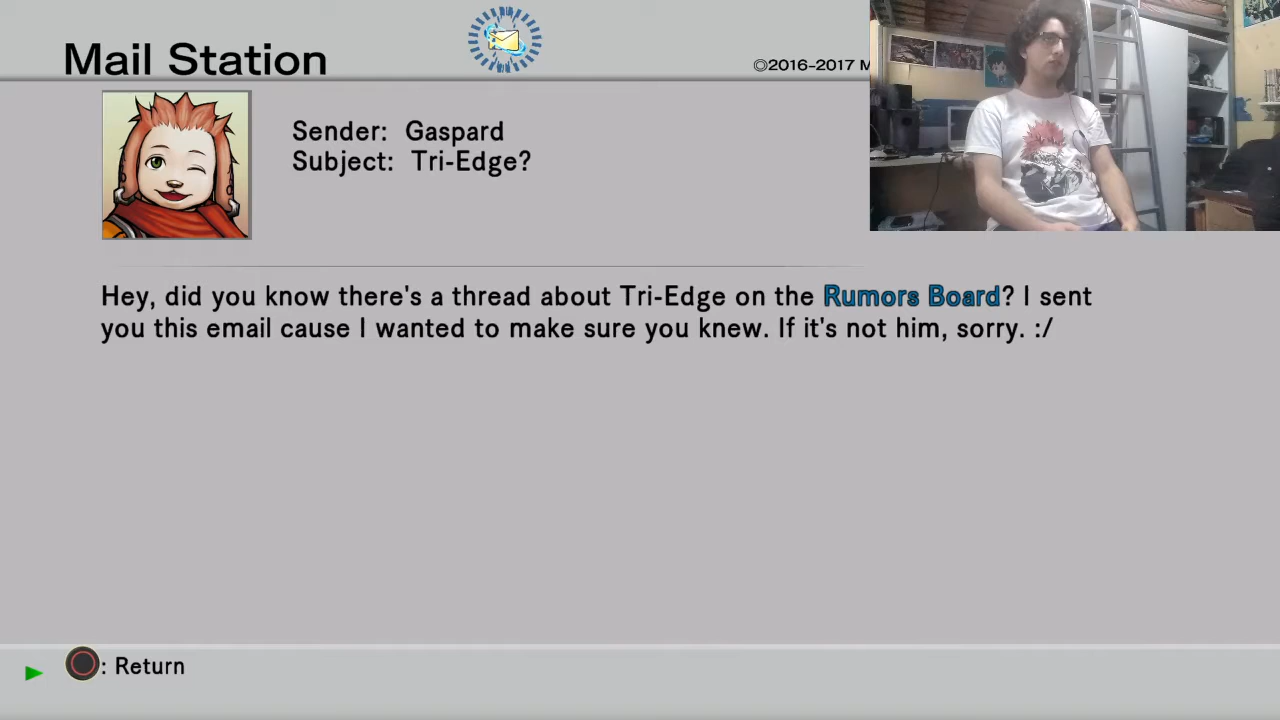 Mail Station
©2016-2017 M
Sender: Gaspard
Subject: Tri-Edge?
Hey, did you know there's a thread about Tri-Edge on the Rumors Board? I sent
you this email cause I wanted to make sure you knew. If it's not him, sorry. :/
: Return